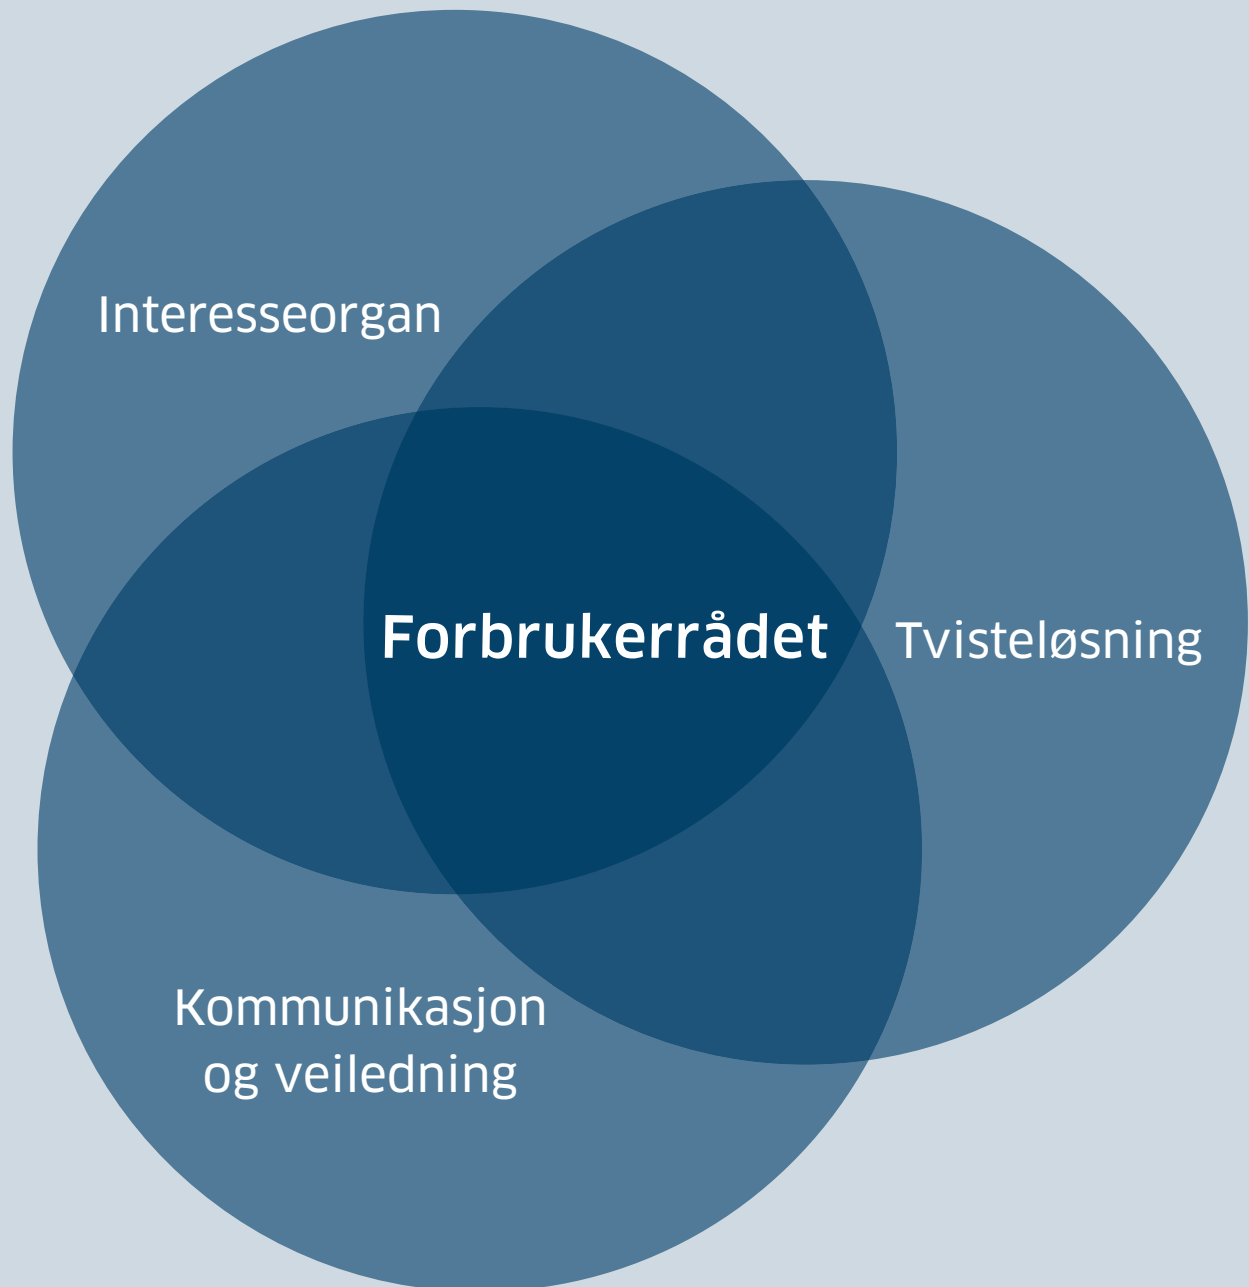 Interesseorgan
Forbrukerrådet
Tvisteløsning
Kommunikasjon
og veiledning